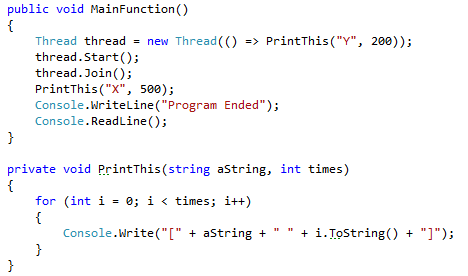 public void MainFunction()
{
    Thread thread = new Thread(() => PrintThis("Y", 200));
    thread.Start();
    thread.Join();
    PrintThis("X", 500);
    Console.WriteLine("Program Ended");
    Console.ReadLine();
}

private void PrintThis(string aString, int times)
{
    for (int i = 0; i < times; i++)
    {
        Console.Write("[" + aString + " " + i.ToString() + "]");
    }
}